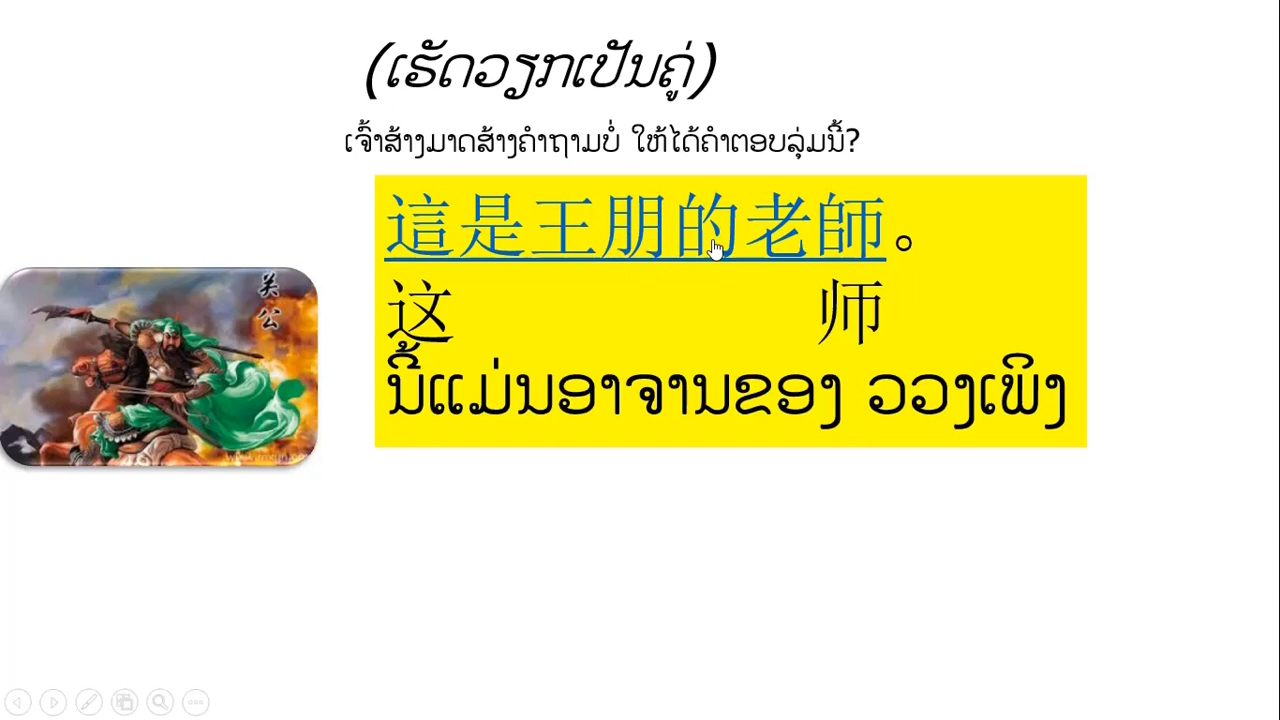 (ເຮັດວຽກເປັນຄູ່)
ເຈົ້າສ້າງມາດສ້າງຄຳຖາມບໍ່ ໃຫ້ໄດ້ຄຳຕອບລຸ່ມນີ້?
這是王朋的老師。
这 师
ນີ້ແມ່ນອາຈານຂອງ ວວງເພິງ
关
公